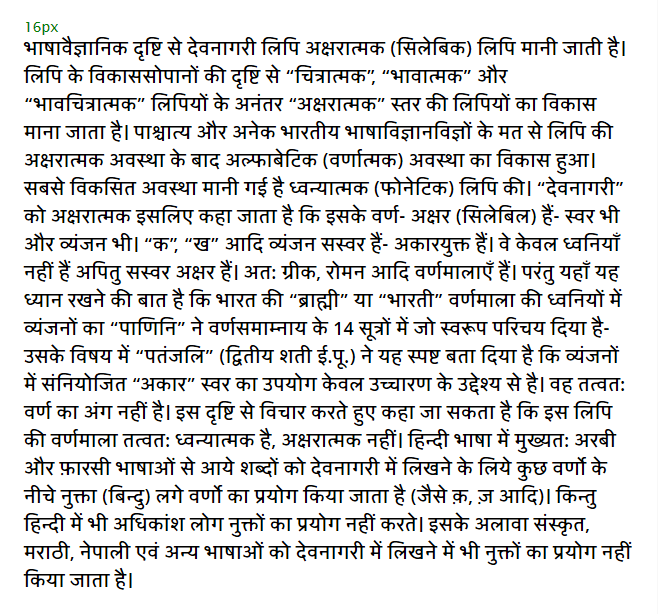 16px
भाषावैज्ञानिक दृष्टि से देवनागरी लिपि अक्षरात्मक (सिलेबिक) लिपि मानी जाती है।
लिपि के विकाससोपानों की दृष्टि से “चित्रात्मक”, “भावात्मक” और
“भावचित्रात्मक” लिपियों के अनंतर “अक्षरात्मक” स्तर की लिपियों का विकास
माना जाता है। पाश्चात्य और अनेक भारतीय भाषाविज्ञानविज्ञों के मत से लिपि की
अक्षरात्मक अवस्था के बाद अल्फाबेटिक (वर्णात्मक) अवस्था का विकास हुआ।
सबसे विकसित अवस्था मानी गई है ध्वन्यात्मक (फोनेटिक) लिपि की। “देवनागरी”
को अक्षरात्मक इसलिए कहा जाता है कि इसके वर्ण- अक्षर (सिलेबिल) हैं- स्वर भी
और व्यंजन भी। “क”, “ख” आदि व्यंजन सस्वर हैं- अकारयुक्त हैं। वे केवल ध्वनियाँ
नहीं हैं अपितु सस्वर अक्षर हैं। अत: ग्रीक, रोमन आदि वर्णमालाएँ हैं। परंतु यहाँ यह
ध्यान रखने की बात है कि भारत की “ब्राह्मी” या “भारती” वर्णमाला की ध्वनियों में
व्यंजनों का “पाणिनि” ने वर्णसमाम्नाय के 14 सूत्रों में जो स्वरूप परिचय दिया है-
उसके विषय में “पतंजलि” (द्वितीय शती ई.पू.) ने यह स्पष्ट बता दिया है कि व्यंजनों
में संनियोजित “अकार” स्वर का उपयोग केवल उच्चारण के उद्देश्य से है। वह तत्वत:
वर्ण का अंग नहीं है। इस दृष्टि से विचार करते हुए कहा जा सकता है कि इस लिपि
की वर्णमाला तत्वत: ध्वन्यात्मक है, अक्षरात्मक नहीं। हिन्दी भाषा में मुख्यत: अरबी
और फ़ारसी भाषाओं से आये शब्दों को देवनागरी में लिखने के लिये कुछ वर्णो के
नीचे नुक्ता (बिन्दु) लगे वर्णो का प्रयोग किया जाता है (जैसे क़, ज़ आदि)। किन्तु
हिन्दी में भी अधिकांश लोग नुक्तों का प्रयोग नहीं करते। इसके अलावा संस्कृत,
मराठी, नेपाली एवं अन्य भाषाओं को देवनागरी में लिखने में भी नुक्तों का प्रयोग नहीं
किया जाता है।